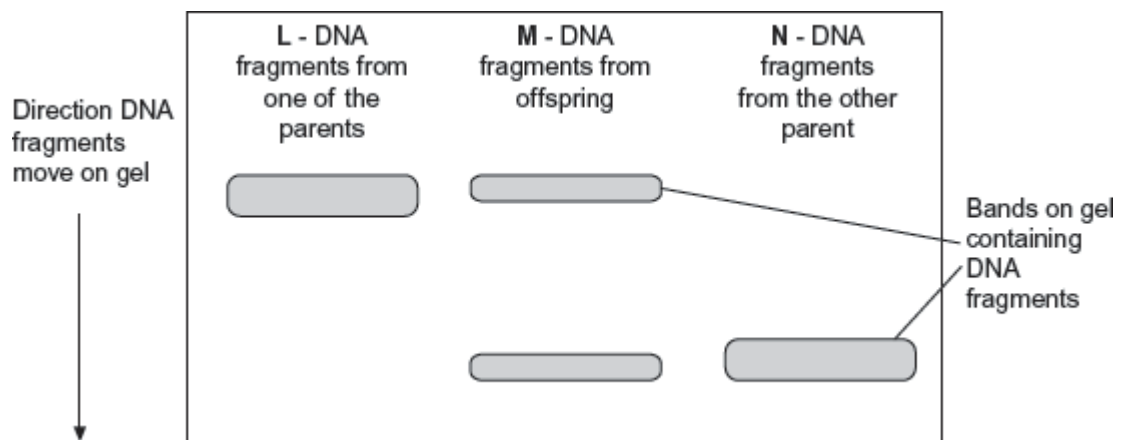 L - DNA
fragments from
one of the
parents
M - DNA
fragments from
offspring
N - DNA
fragments
from the other
parent
Direction DNA
fragments
move on gel
Bands on gel
containing
DNA
fragments